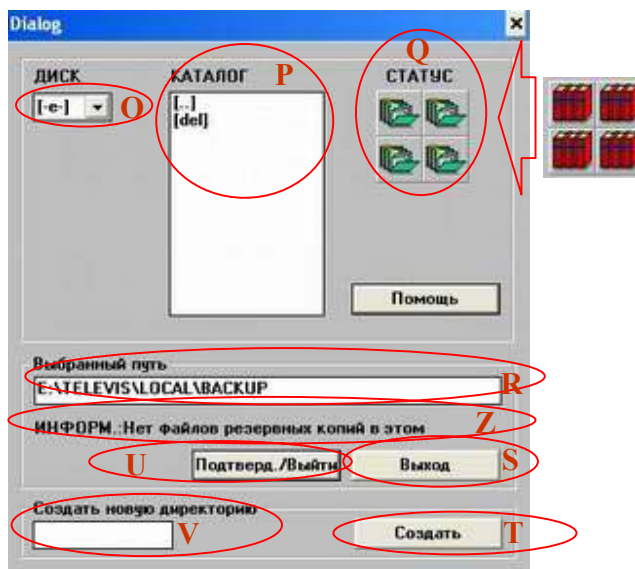 Dialog
Q
ДИСК КАТАЛОГ P СТАТУС
[-e-] O [..]
[del]
Помощь
Выбранный путь
E:\TELEVIS\LOCAL\BACKUP R
ИНФОРМ.:Нет файлов резервных копий в этом Z
U Подтверд./Выйти Выход S
Создать новую директорию
V Создать T